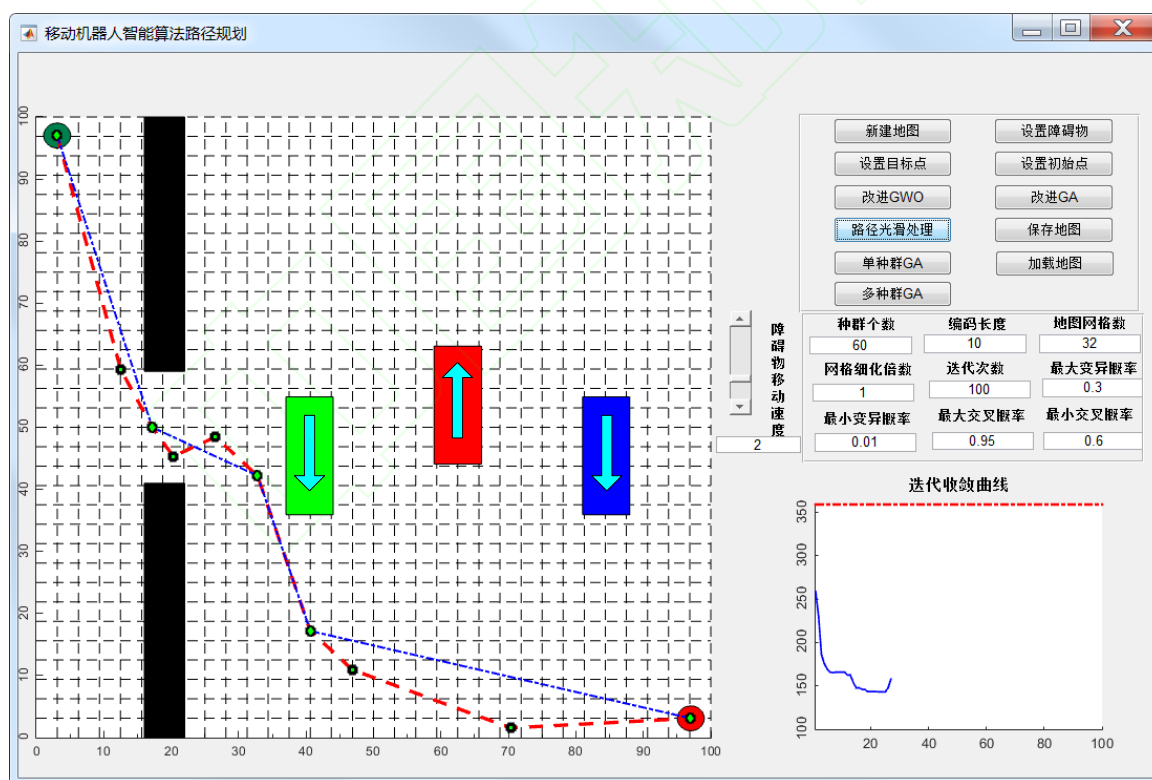 移动机器人智能算法路径规划
新建地图 设置障碍物
设置目标点 设置初始点
改进GWO 改进GA
路径光滑处理 保存地图
单种群GA 加载地图
多种群GA
障碍物移动速度
2
种群个数 编码长度 地图网格数
60 10 32
网格细化倍数 迭代次数 最大变异概率
1 100 0.3
最小变异概率 最大交叉概率 最小交叉概率
0.01 0.95 0.6
迭代收敛曲线
350
300
250
200
150
100
20 40 60 80 100
100
90
80
70
60
50
40
30
20
10
0
0 10 20 30 40 50 60 70 80 90 100